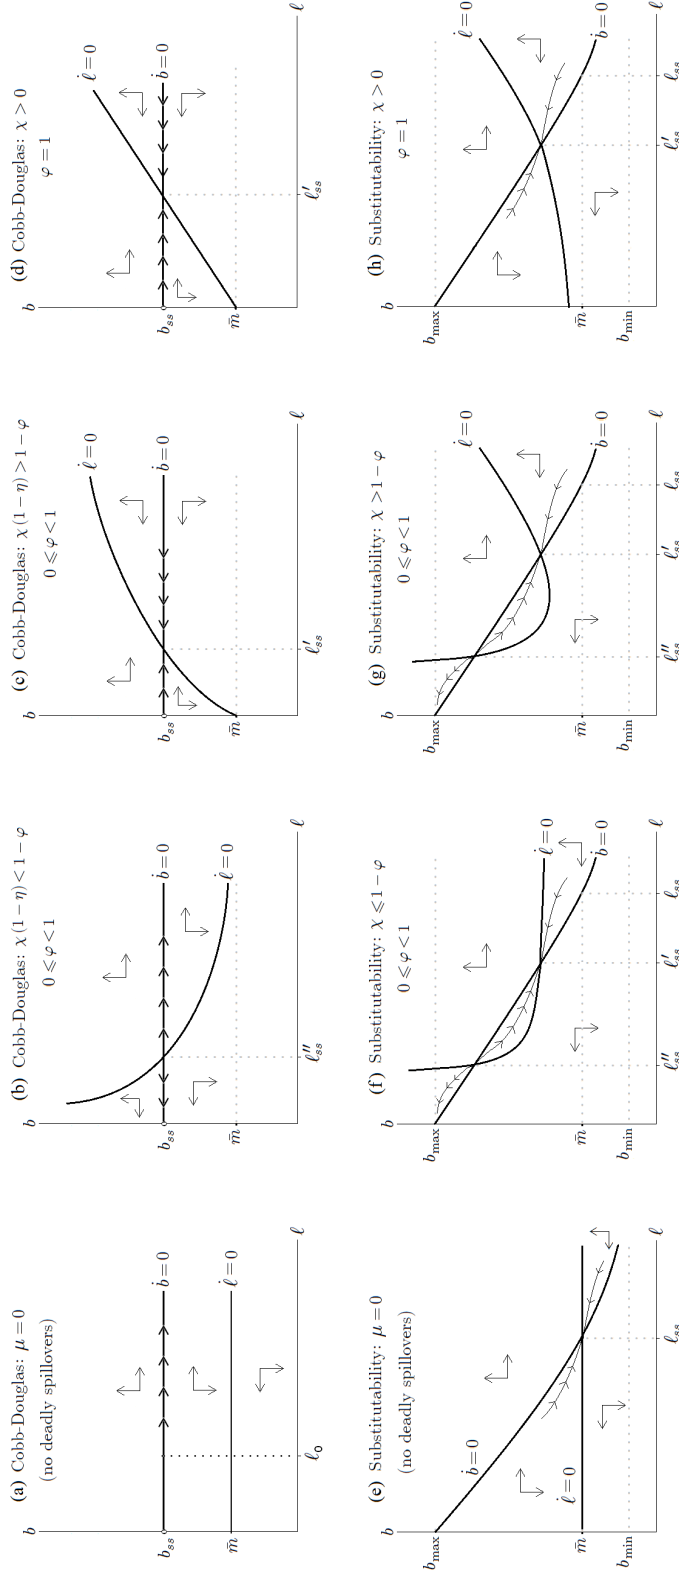 (a) Cobb-Douglas: μ = 0
(no deadly spillovers)
b
b_ss
ḃ = 0
m̄
ℓ̇ = 0
ℓ₀
ℓ
(b) Cobb-Douglas: χ(1 − η) < 1 − φ
0 ⩽ φ < 1
b
b_ss
ḃ = 0
ℓ̇ = 0
m̄
ℓ''_ss
ℓ
(c) Cobb-Douglas: χ(1 − η) > 1 − φ
0 ⩽ φ < 1
b
ℓ̇ = 0
b_ss
ḃ = 0
m̄
ℓ'_ss
ℓ
(d) Cobb-Douglas: χ > 0
φ = 1
b
ℓ̇ = 0
b_ss
ḃ = 0
m̄
ℓ'_ss
ℓ
(e) Substitutability: μ = 0
(no deadly spillovers)
b
b_max
ḃ = 0
ℓ̇ = 0
m̄
b_min
ℓ_ss
ℓ
(f) Substitutability: χ ⩽ 1 − φ
0 ⩽ φ < 1
b
b_max
ℓ̇ = 0
m̄
ḃ = 0
b_min
ℓ''_ss
ℓ'_ss
ℓ_ss
ℓ
(g) Substitutability: χ > 1 − φ
0 ⩽ φ < 1
b
ℓ̇ = 0
b_max
m̄
ḃ = 0
b_min
ℓ''_ss
ℓ'_ss
ℓ_ss
ℓ
(h) Substitutability: χ > 0
φ = 1
b
ℓ̇ = 0
b_max
m̄
ḃ = 0
b_min
ℓ'_ss
ℓ_ss
ℓ